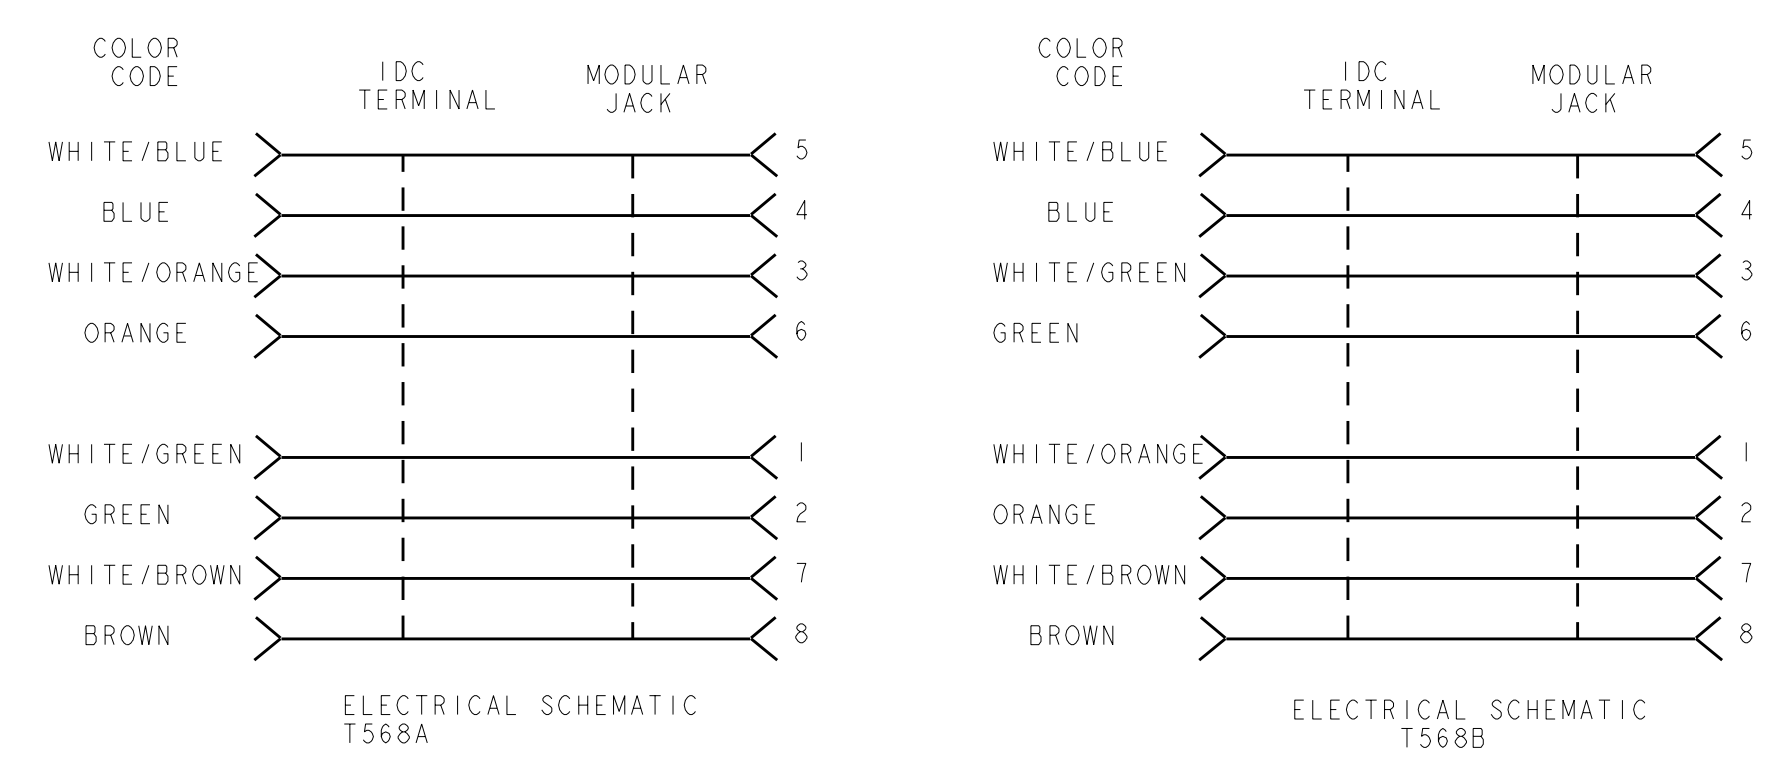 COLOR
CODE
IDC
TERMINAL
MODULAR
JACK
WHITE/BLUE 5
BLUE 4
WHITE/ORANGE 3
ORANGE 6
WHITE/GREEN 1
GREEN 2
WHITE/BROWN 7
BROWN 8
ELECTRICAL SCHEMATIC
T568A
COLOR
CODE
IDC
TERMINAL
MODULAR
JACK
WHITE/BLUE 5
BLUE 4
WHITE/GREEN 3
GREEN 6
WHITE/ORANGE 1
ORANGE 2
WHITE/BROWN 7
BROWN 8
ELECTRICAL SCHEMATIC
T568B